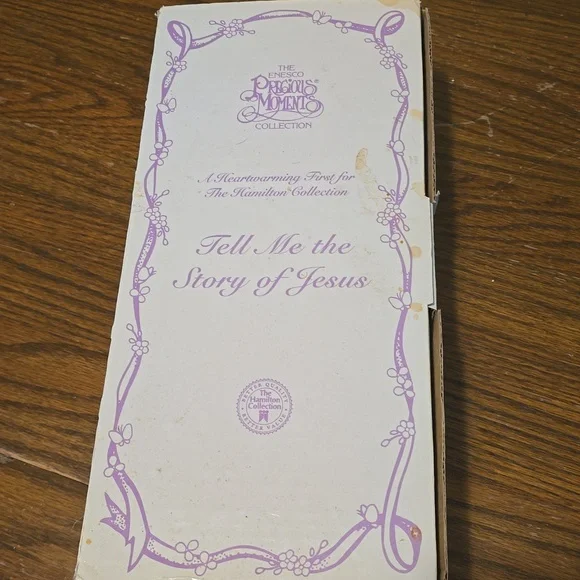 THE
ENESCO
PRECIOUS
MOMENTS
COLLECTION
A Heartwarming First for
The Hamilton Collection
Tell Me the
Story of Jesus
BETTER QUALITY
The
Hamilton
Collection
BETTER VALUE